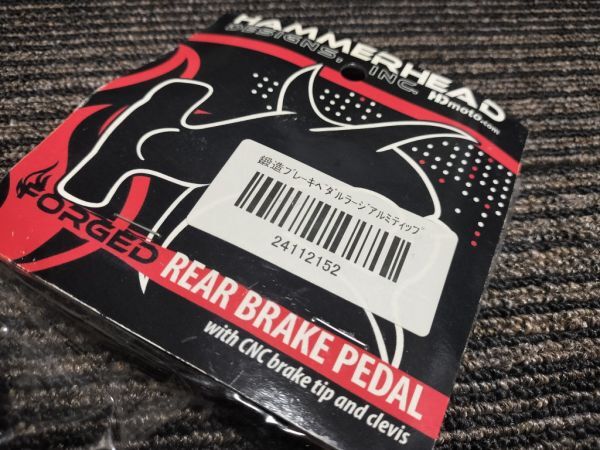 HAMMERHEAD
DESIGNS, INC.
HDmoto.com
鍛造ブレーキペダルラージアルミティップ
24112152
FORGED
REAR BRAKE PEDAL
with CNC brake tip and clevis